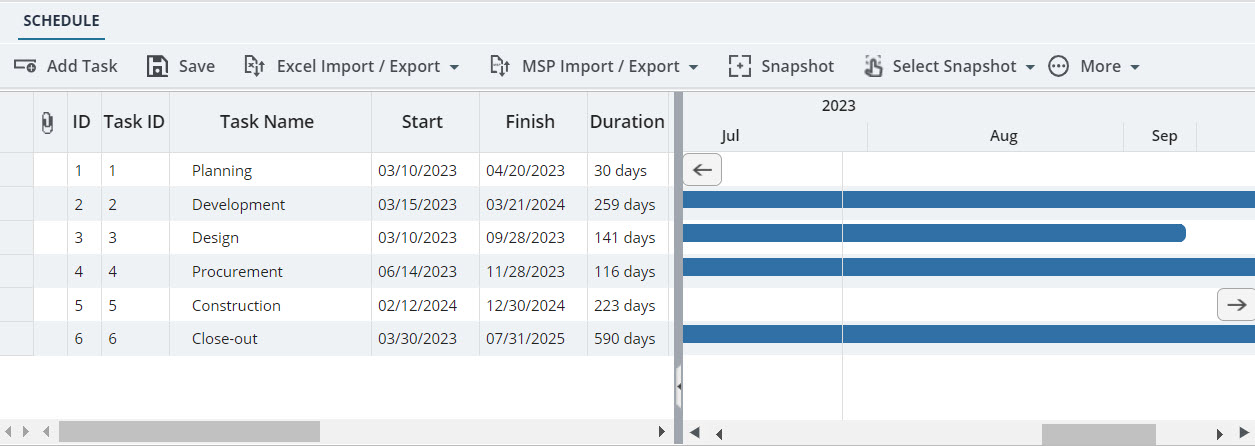 SCHEDULE
Add Task Save Excel Import / Export MSP Import / Export Snapshot Select Snapshot More
ID Task ID Task Name Start Finish Duration
1 1 Planning 03/10/2023 04/20/2023 30 days
2 2 Development 03/15/2023 03/21/2024 259 days
3 3 Design 03/10/2023 09/28/2023 141 days
4 4 Procurement 06/14/2023 11/28/2023 116 days
5 5 Construction 02/12/2024 12/30/2024 223 days
6 6 Close-out 03/30/2023 07/31/2025 590 days
2023
Jul Aug Sep